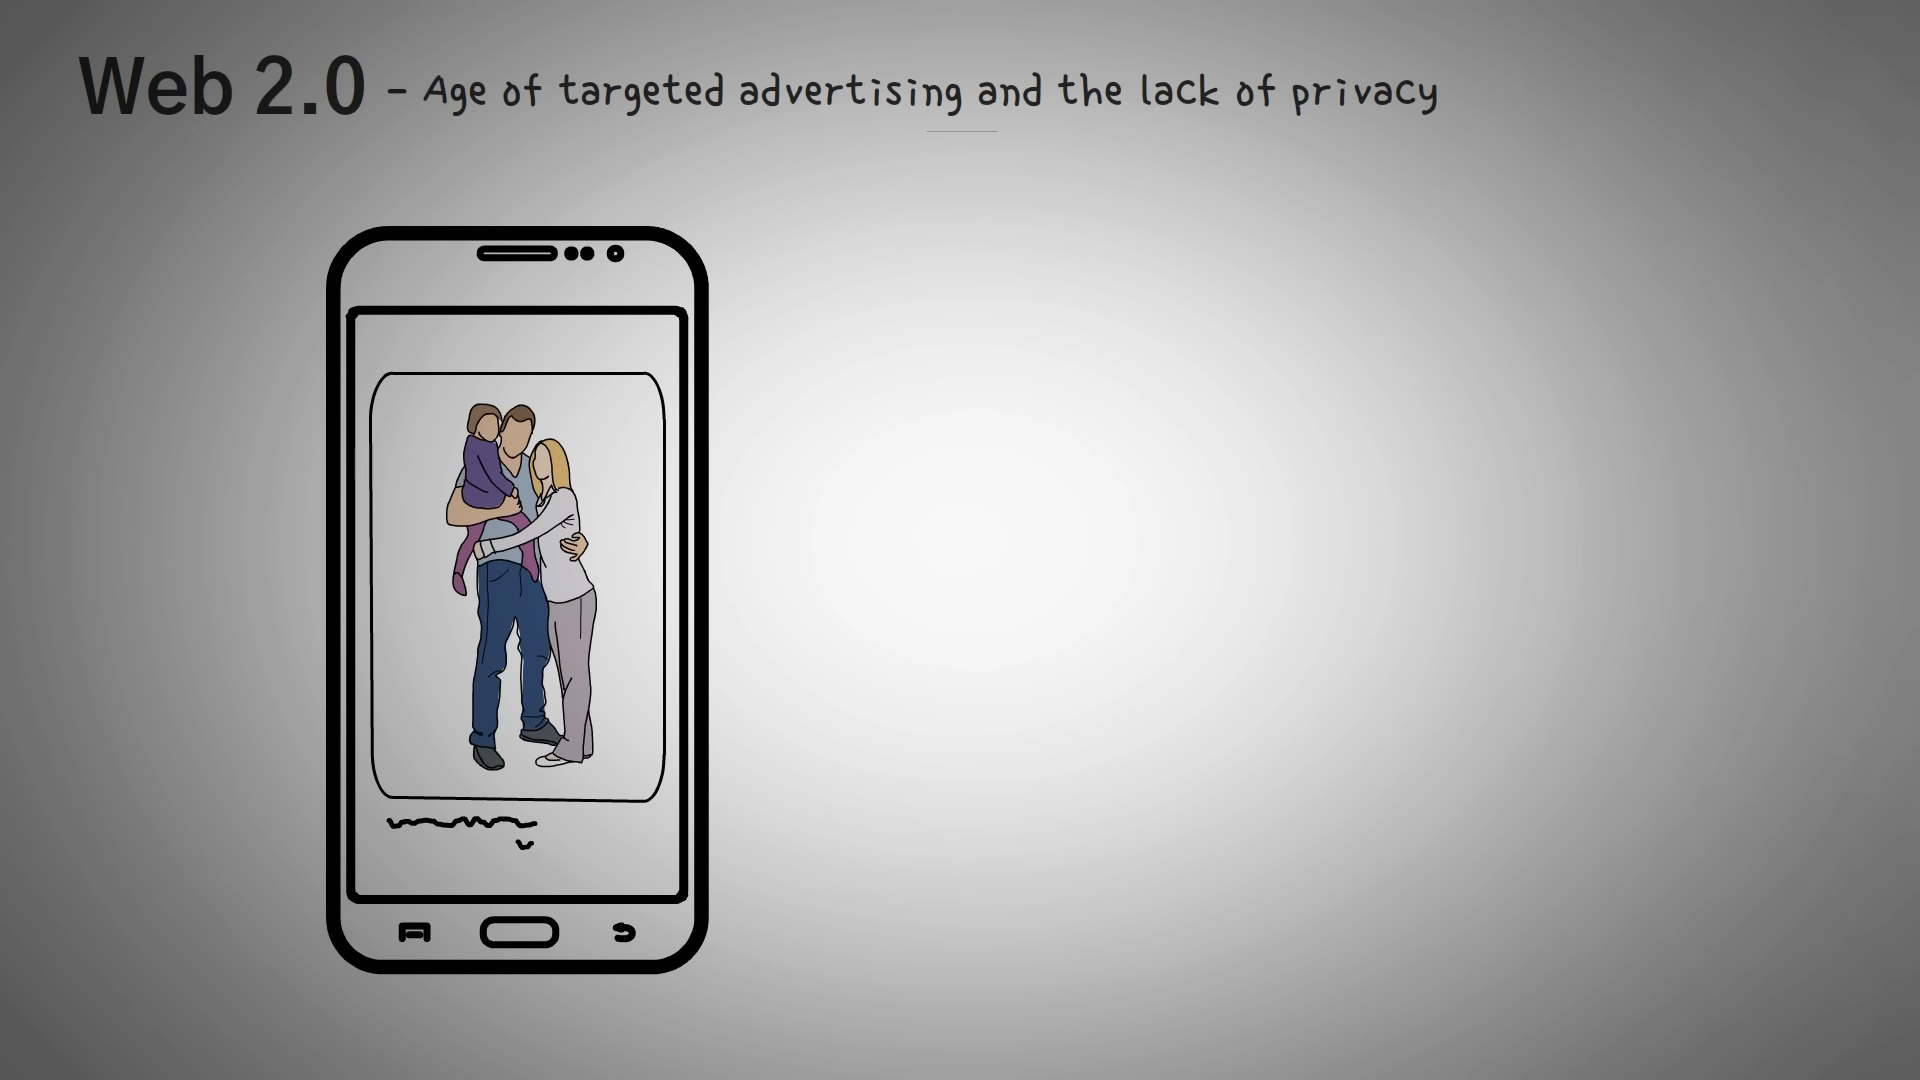 Web 2.0 - Age of targeted advertising and the lack of privacy